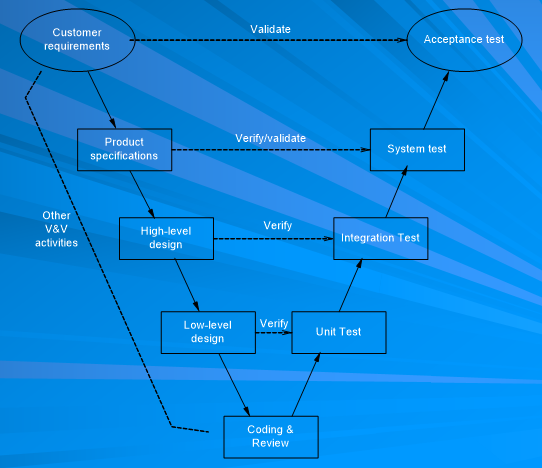 Customer
requirements
Validate
Acceptance test
Product
specifications
Verify/validate
System test
Other
V&V
activities
High-level
design
Verify
Integration Test
Low-level
design
Verify
Unit Test
Coding &
Review